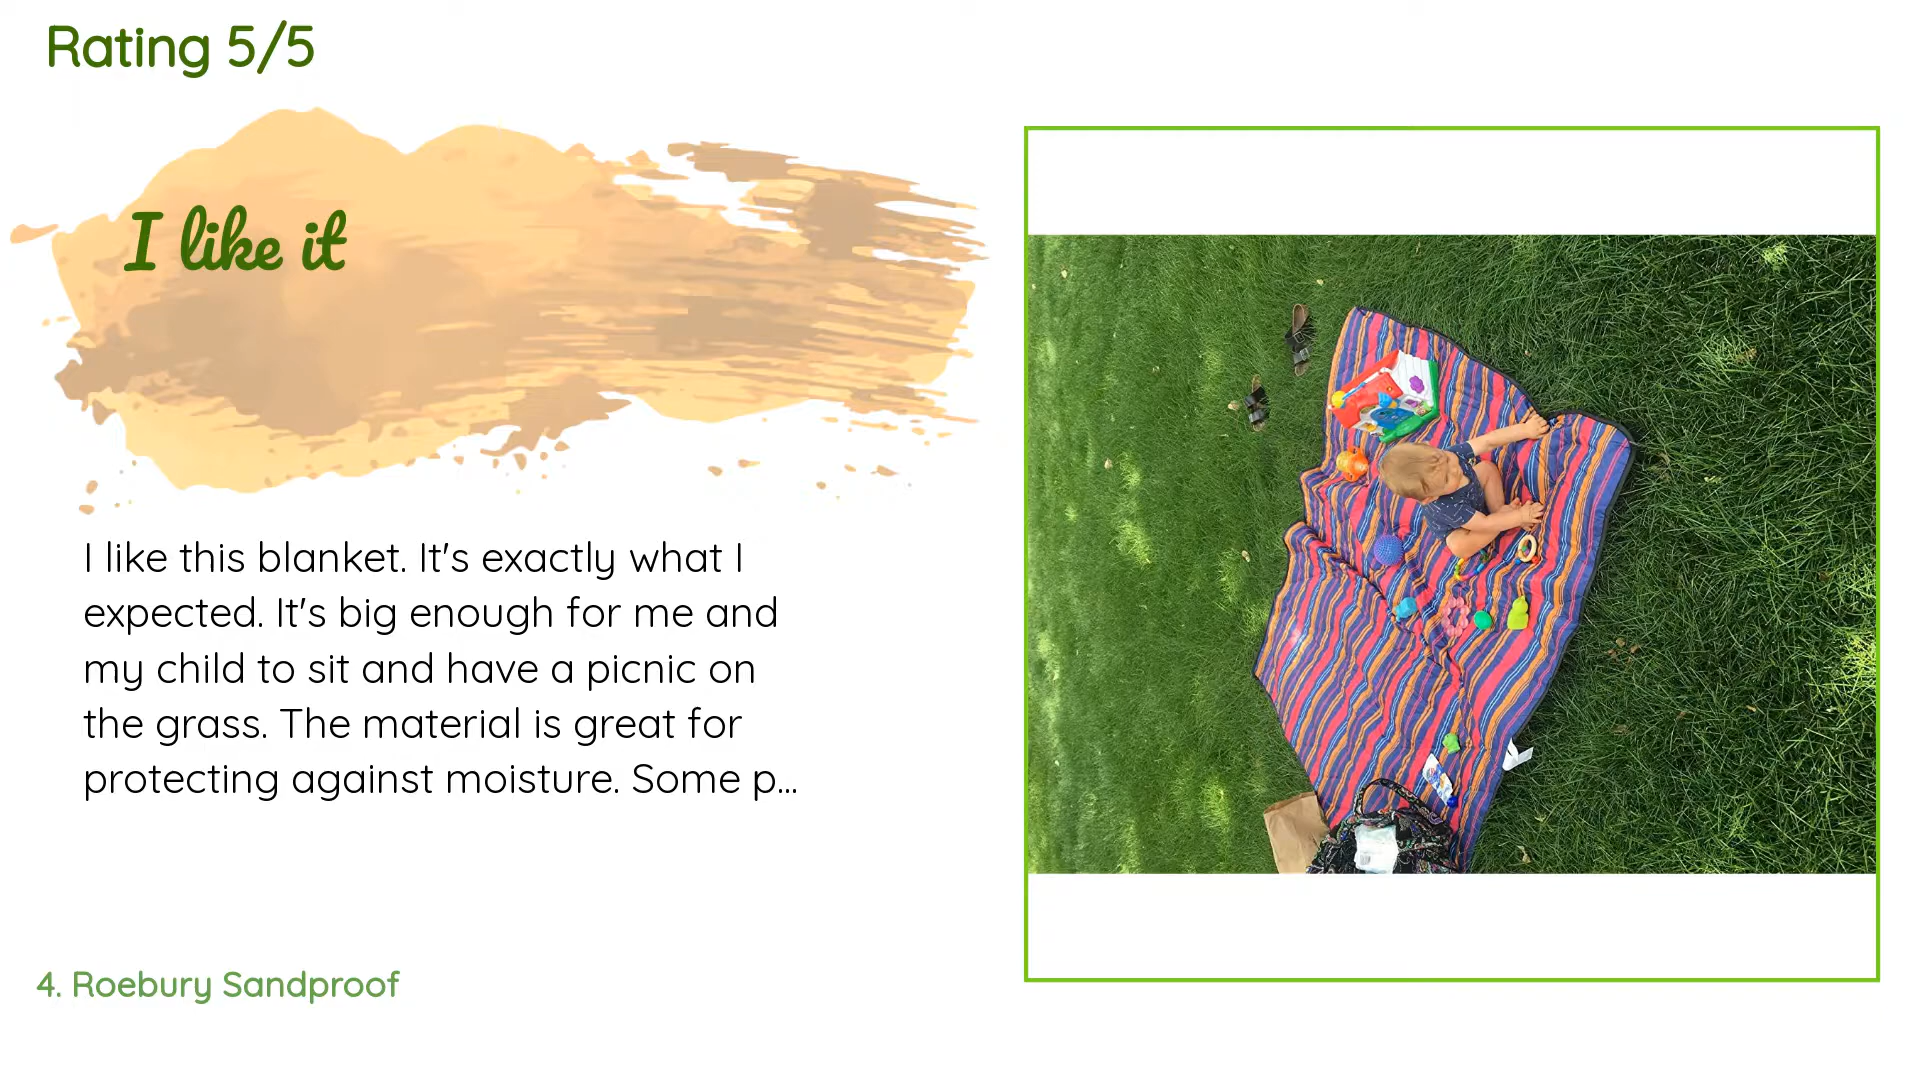 Rating 5/5
I like it
I like this blanket. It's exactly what I
expected. It's big enough for me and
my child to sit and have a picnic on
the grass. The material is great for
protecting against moisture. Some p...
4. Roebury Sandproof